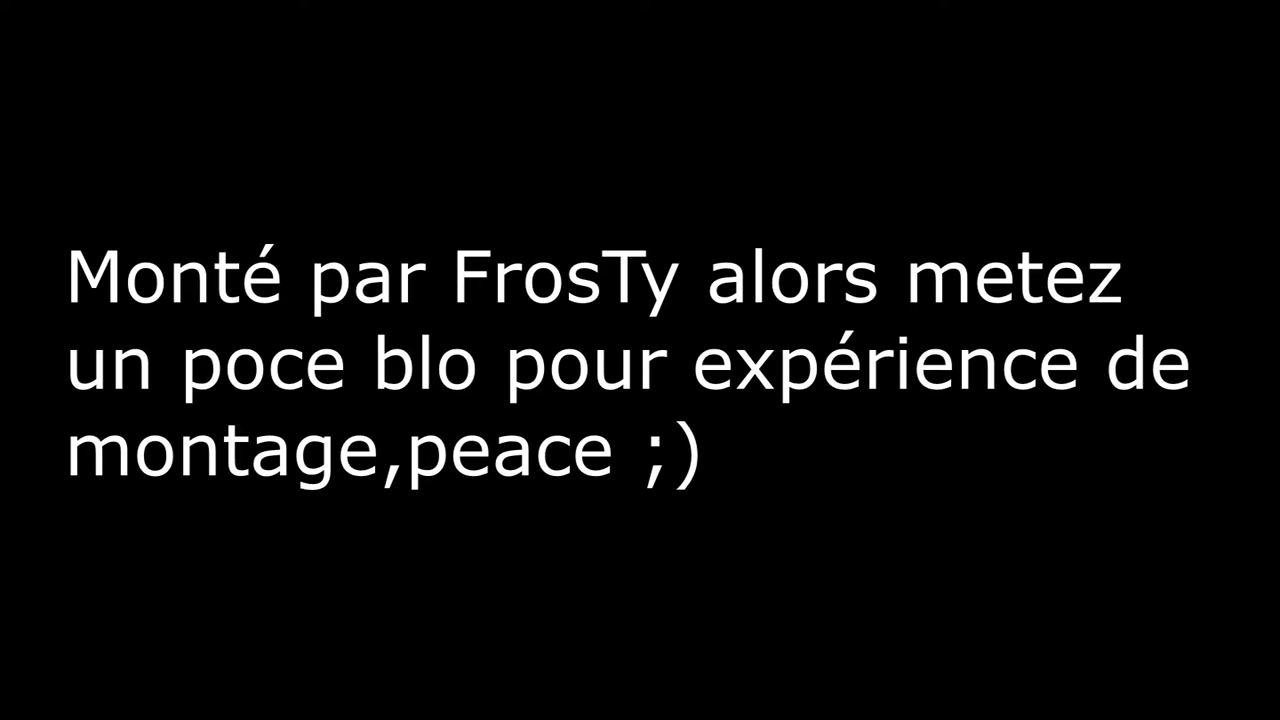 Monté par FrosTy alors metez
un poce blo pour expérience de
montage,peace ;)